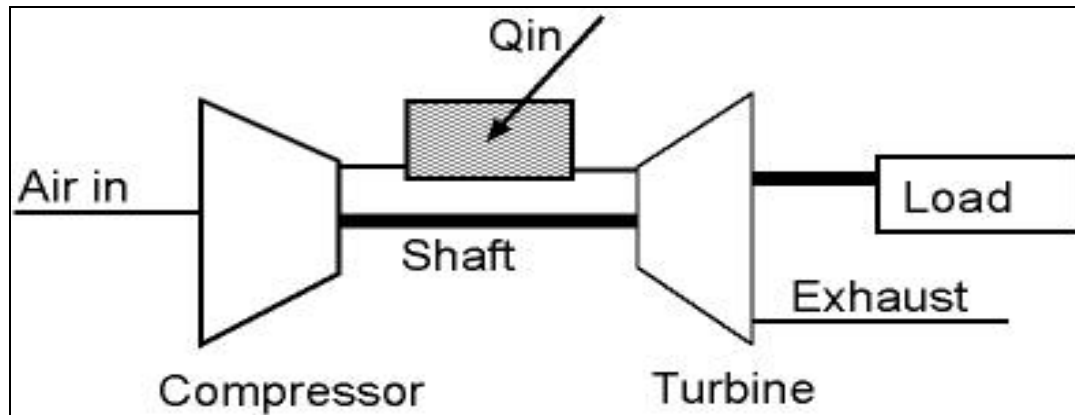 Qin
Air in
Load
Shaft
Exhaust
Compressor
Turbine